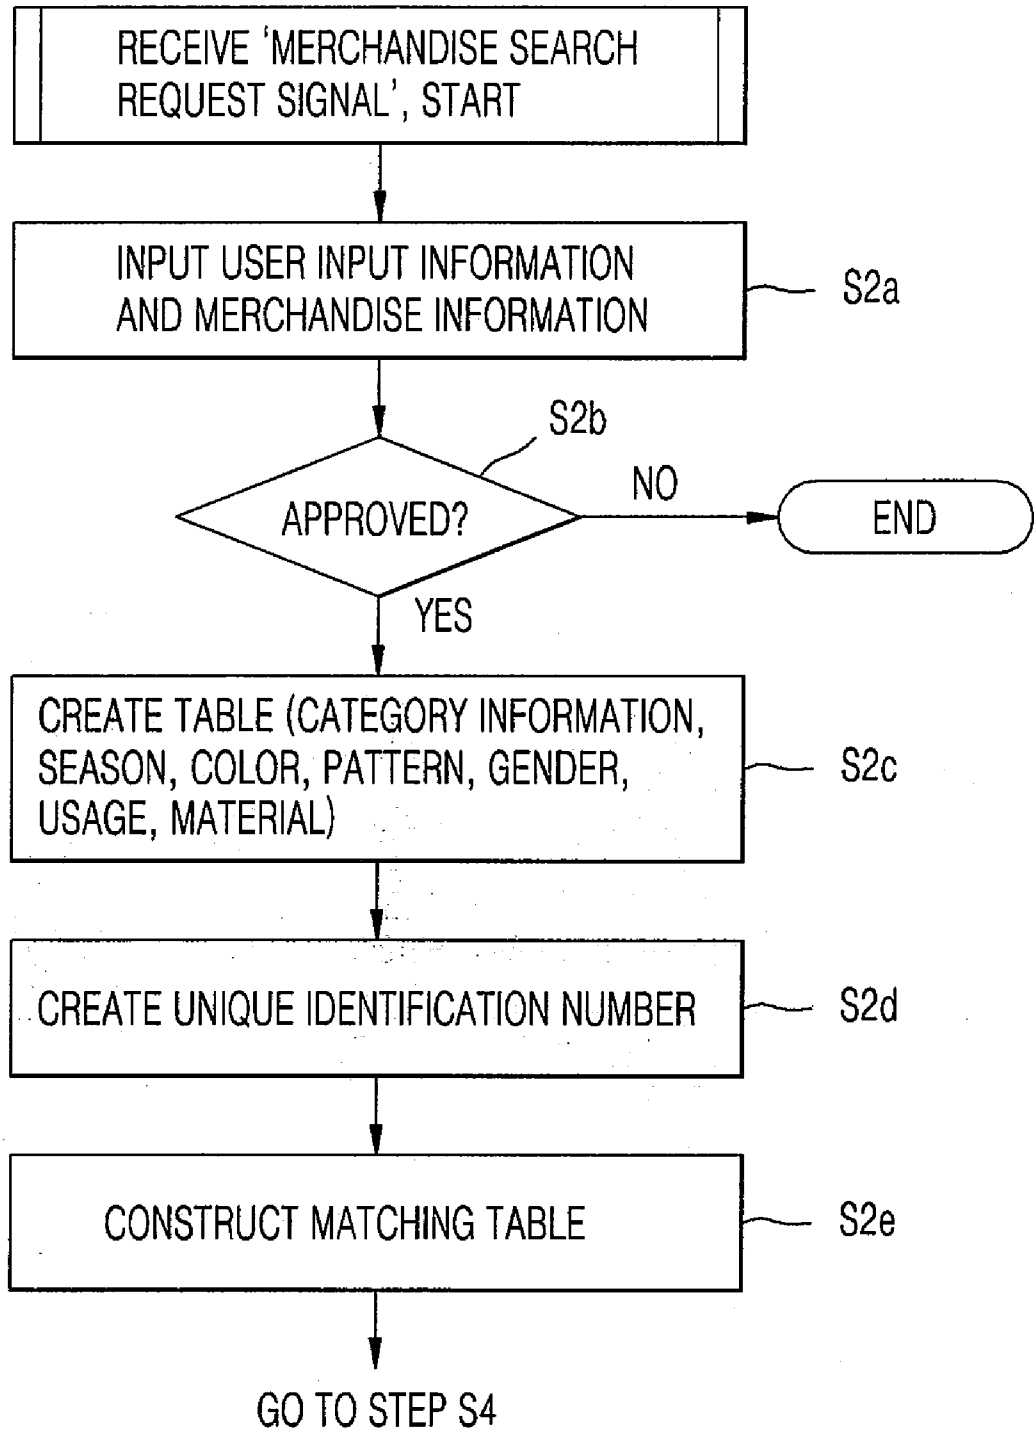 RECEIVE 'MERCHANDISE SEARCH
REQUEST SIGNAL', START
INPUT USER INPUT INFORMATION
AND MERCHANDISE INFORMATION
S2a
S2b
APPROVED?
NO
END
YES
CREATE TABLE (CATEGORY INFORMATION,
SEASON, COLOR, PATTERN, GENDER,
USAGE, MATERIAL)
S2c
CREATE UNIQUE IDENTIFICATION NUMBER
S2d
CONSTRUCT MATCHING TABLE
S2e
GO TO STEP S4